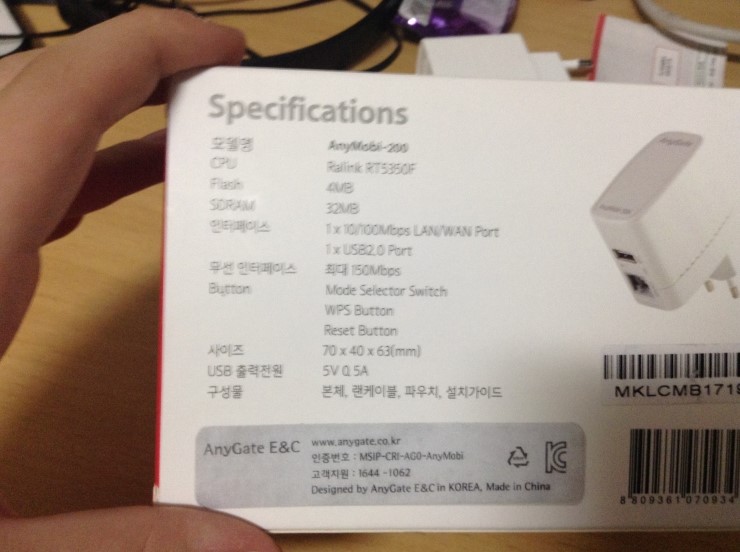 Specifications
모델명 AnyMobi-200
CPU Ralink RT5350F
Flash 4MB
SDRAM 32MB
인터페이스 1 x 10/100Mbps LAN/WAN Port
1 x USB2.0 Port
무선 인터페이스 최대 150Mbps
Button Mode Selector Switch
WPS Button
Reset Button
사이즈 70 x 40 x 63(mm)
USB 출력전원 5V 0.5A
구성물 본체, 랜케이블, 파우치, 설치가이드
AnyGate
MKLCMB1719
AnyGate E&C
www.anygate.co.kr
인증번호 : MSIP-CRI-AG0-AnyMobi
고객지원 : 1644 -1062
Designed by AnyGate E&C in KOREA, Made in China
8 809361 070934